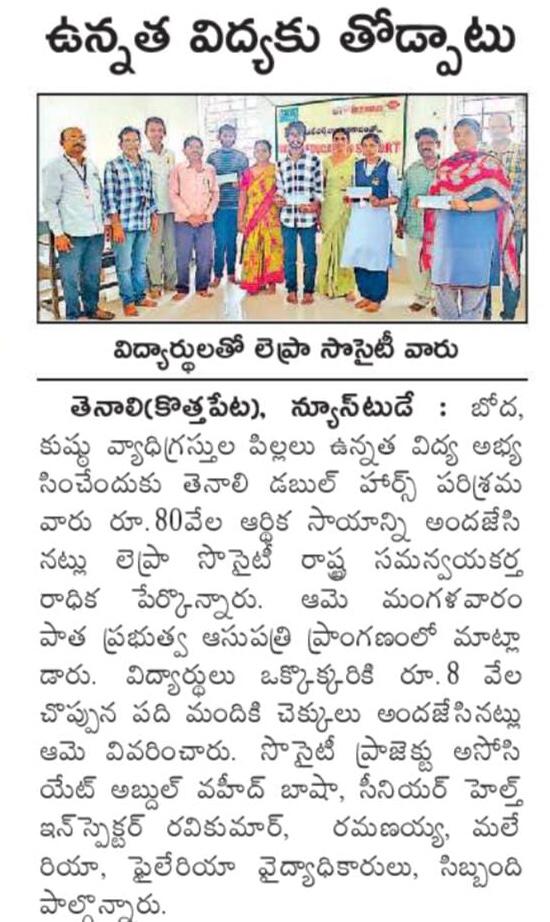 ఉన్నత విద్యకు తోడ్పాటు
విద్యార్థులతో లెప్రా సొసైటీ వారు
తెనాలి(కొత్తపేట), న్యూస్‌టుడే : బోద,
కుష్ఠు వ్యాధిగ్రస్తుల పిల్లలు ఉన్నత విద్య అభ్య
సించేందుకు తెనాలి డబుల్ హార్స్ పరిశ్రమ
వారు రూ.80వేల ఆర్థిక సాయాన్ని అందజేసి
నట్లు లెప్రా సొసైటీ రాష్ట్ర సమన్వయకర్త
రాధిక పేర్కొన్నారు. ఆమె మంగళవారం
పాత ప్రభుత్వ ఆసుపత్రి ప్రాంగణంలో మాట్లా
డారు. విద్యార్థులు ఒక్కొక్కరికి రూ.8 వేల
చొప్పున పది మందికి చెక్కులు అందజేసినట్లు
ఆమె వివరించారు. సొసైటీ ప్రాజెక్టు అసోసి
యేట్ అబ్దుల్ వహీద్ బాషా, సీనియర్ హెల్త్
ఇన్‌స్పెక్టర్ రవికుమార్, రమణయ్య, మలే
రియా, ఫైలేరియా వైద్యాధికారులు, సిబ్బంది
పాల్గొన్నారు.